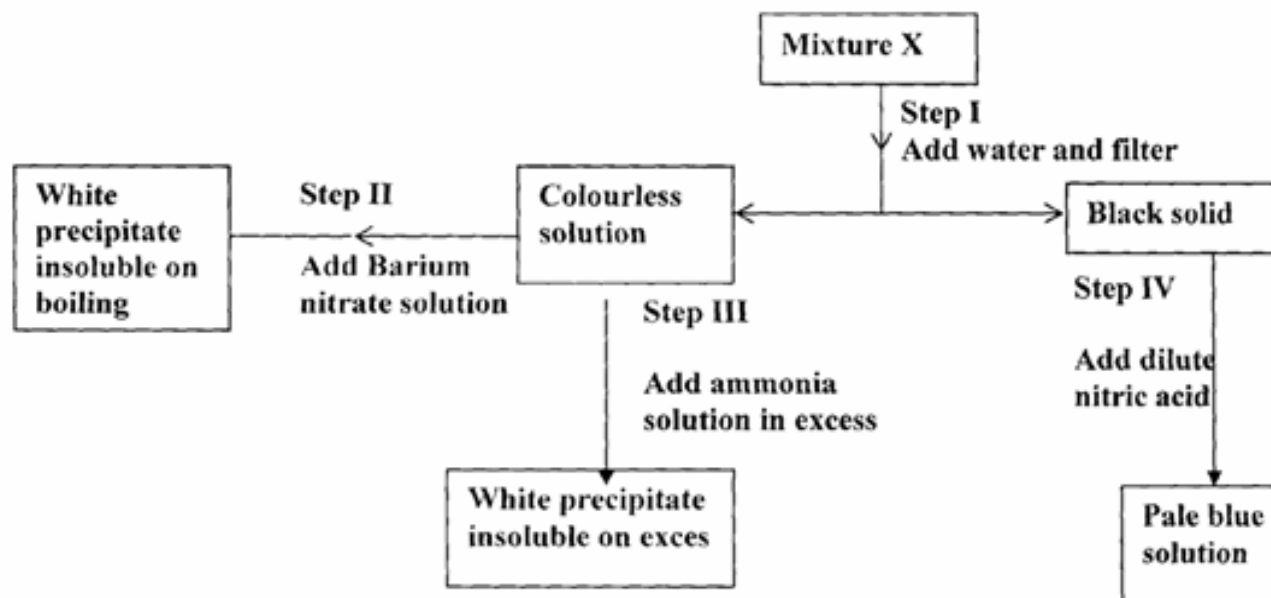 Mixture X
Step I
Add water and filter
White
precipitate
insoluble on
boiling
Step II
Add Barium
nitrate solution
Colourless
solution
Black solid
Step III
Add ammonia
solution in excess
Step IV
Add dilute
nitric acid
White precipitate
insoluble on exces
Pale blue
solution